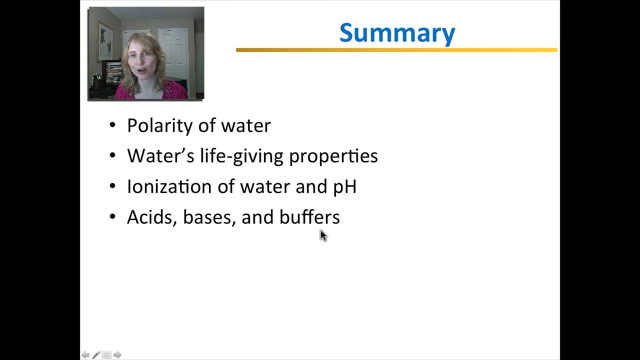 Summary
• Polarity of water
• Water's life-giving properties
• Ionization of water and pH
• Acids, bases, and buffers